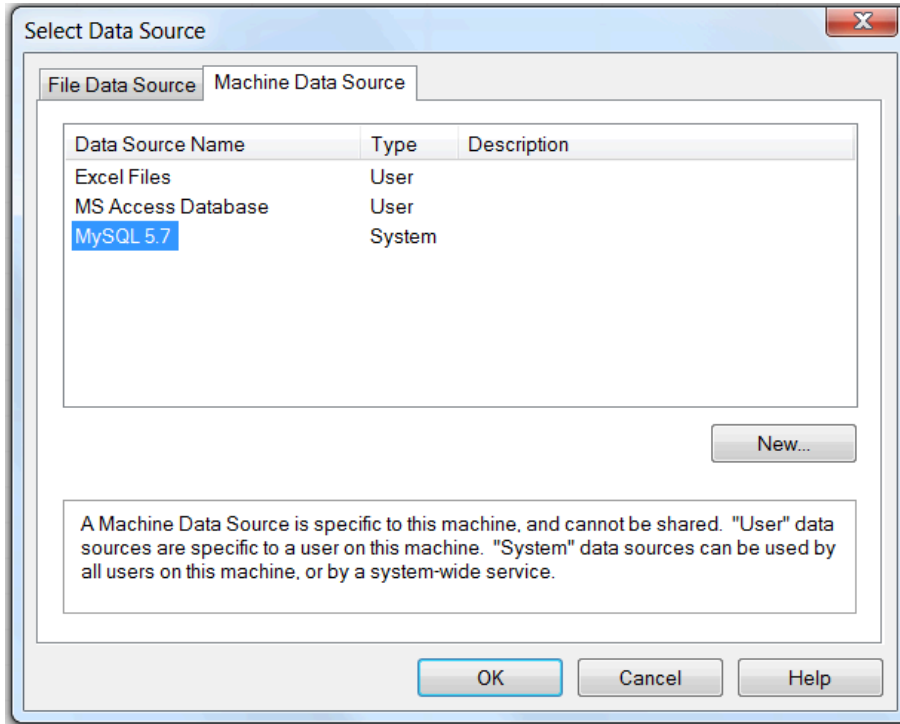 Select Data Source
File Data Source Machine Data Source
Data Source Name Type Description
Excel Files User
MS Access Database User
MySQL 5.7 System
New...
A Machine Data Source is specific to this machine, and cannot be shared. "User" data
sources are specific to a user on this machine. "System" data sources can be used by
all users on this machine, or by a system-wide service.
OK Cancel Help